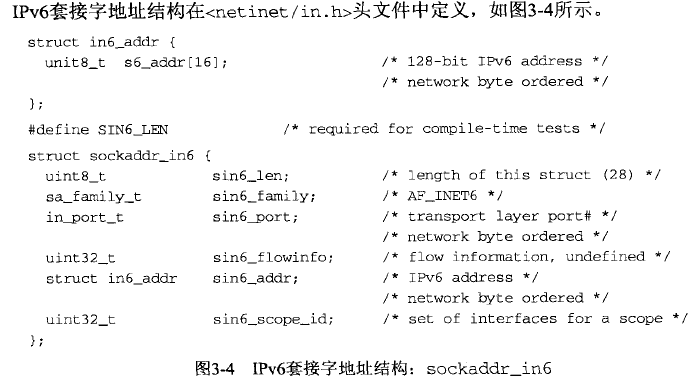 IPv6套接字地址结构在<netinet/in.h>头文件中定义，如图3-4所示。
struct in6_addr {
unit8_t s6_addr[16]; /* 128-bit IPv6 address */
/* network byte ordered */
};
#define SIN6_LEN /* required for compile-time tests */
struct sockaddr_in6 {
uint8_t sin6_len; /* length of this struct (28) */
sa_family_t sin6_family; /* AF_INET6 */
in_port_t sin6_port; /* transport layer port# */
/* network byte ordered */
uint32_t sin6_flowinfo; /* flow information, undefined */
struct in6_addr sin6_addr; /* IPv6 address */
/* network byte ordered */
uint32_t sin6_scope_id; /* set of interfaces for a scope */
};
图3-4 IPv6套接字地址结构：sockaddr_in6